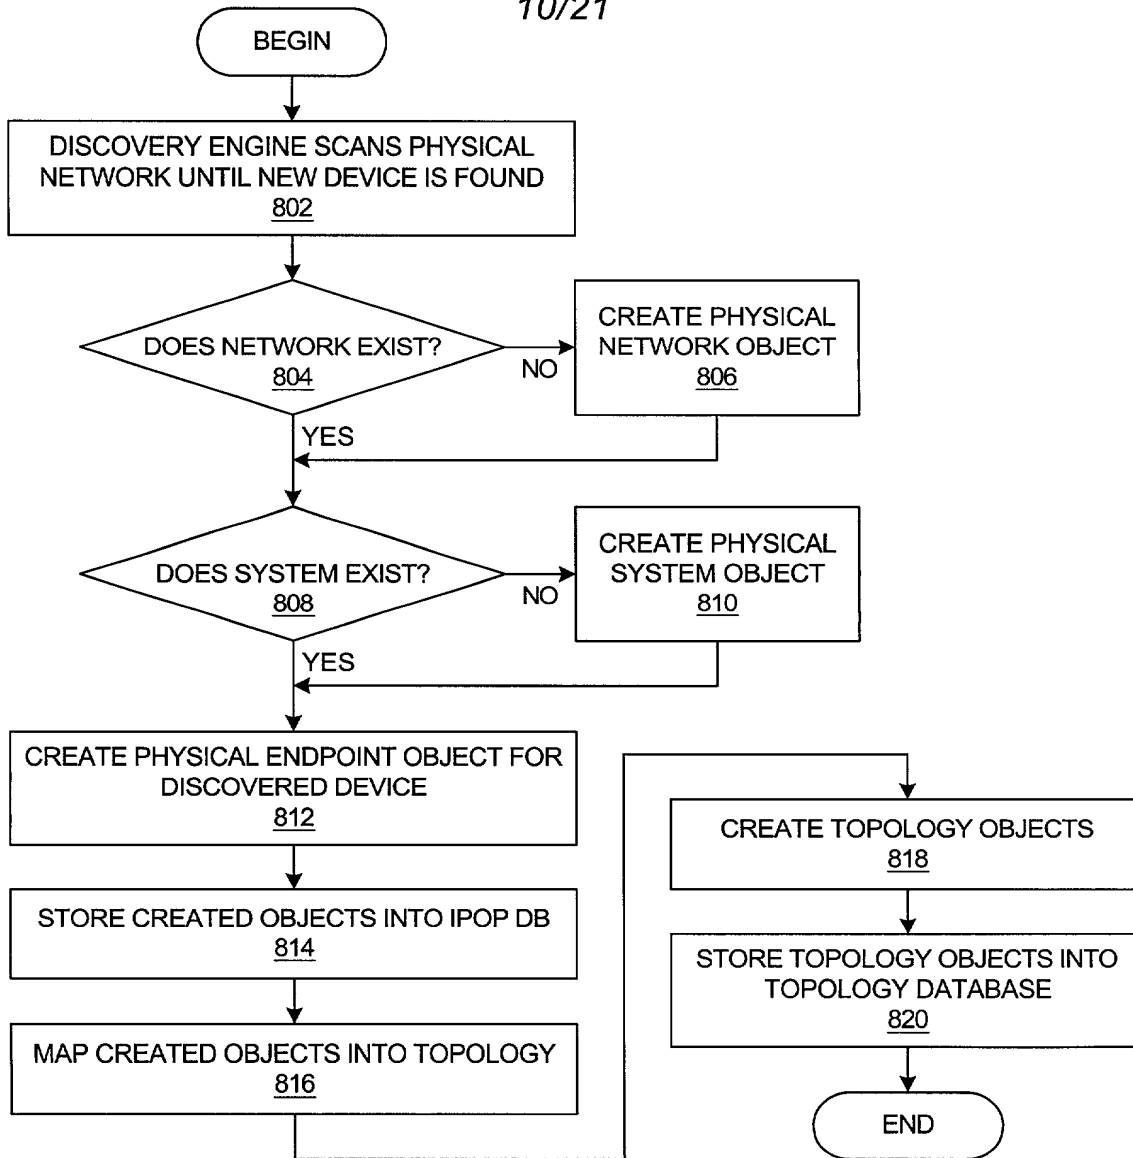 10/21
BEGIN
DISCOVERY ENGINE SCANS PHYSICAL
NETWORK UNTIL NEW DEVICE IS FOUND
802
DOES NETWORK EXIST?
804
NO
CREATE PHYSICAL
NETWORK OBJECT
806
YES
DOES SYSTEM EXIST?
808
NO
CREATE PHYSICAL
SYSTEM OBJECT
810
YES
CREATE PHYSICAL ENDPOINT OBJECT FOR
DISCOVERED DEVICE
812
STORE CREATED OBJECTS INTO IPOP DB
814
MAP CREATED OBJECTS INTO TOPOLOGY
816
CREATE TOPOLOGY OBJECTS
818
STORE TOPOLOGY OBJECTS INTO
TOPOLOGY DATABASE
820
END